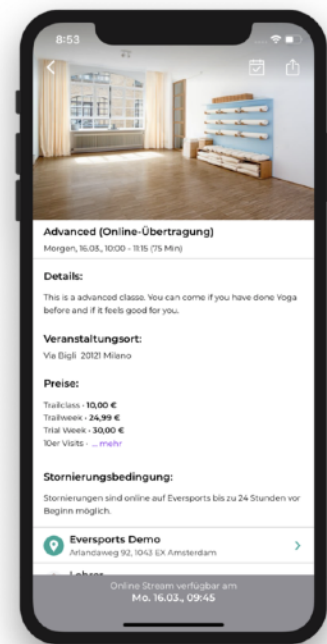 8:53
Advanced (Online-Übertragung)
Morgen, 16.03., 10:00 - 11:15 (75 Min)
Details:
This is a advanced classe. You can come if you have done Yoga
before and if it feels good for you.
Veranstaltungsort:
Via Bigli 20121 Milano
Preise:
Trailclass - 10,00 €
Trailweek - 24,99 €
Trial Week - 30,00 €
10er Visits - ... mehr
Stornierungsbedingung:
Stornierungen sind online auf Eversports bis zu 24 Stunden vor
Beginn möglich.
Eversports Demo
Arlandaweg 92, 1043 EX Amsterdam
Lehrer
Online Stream verfügbar am
Mo. 16.03., 09:45